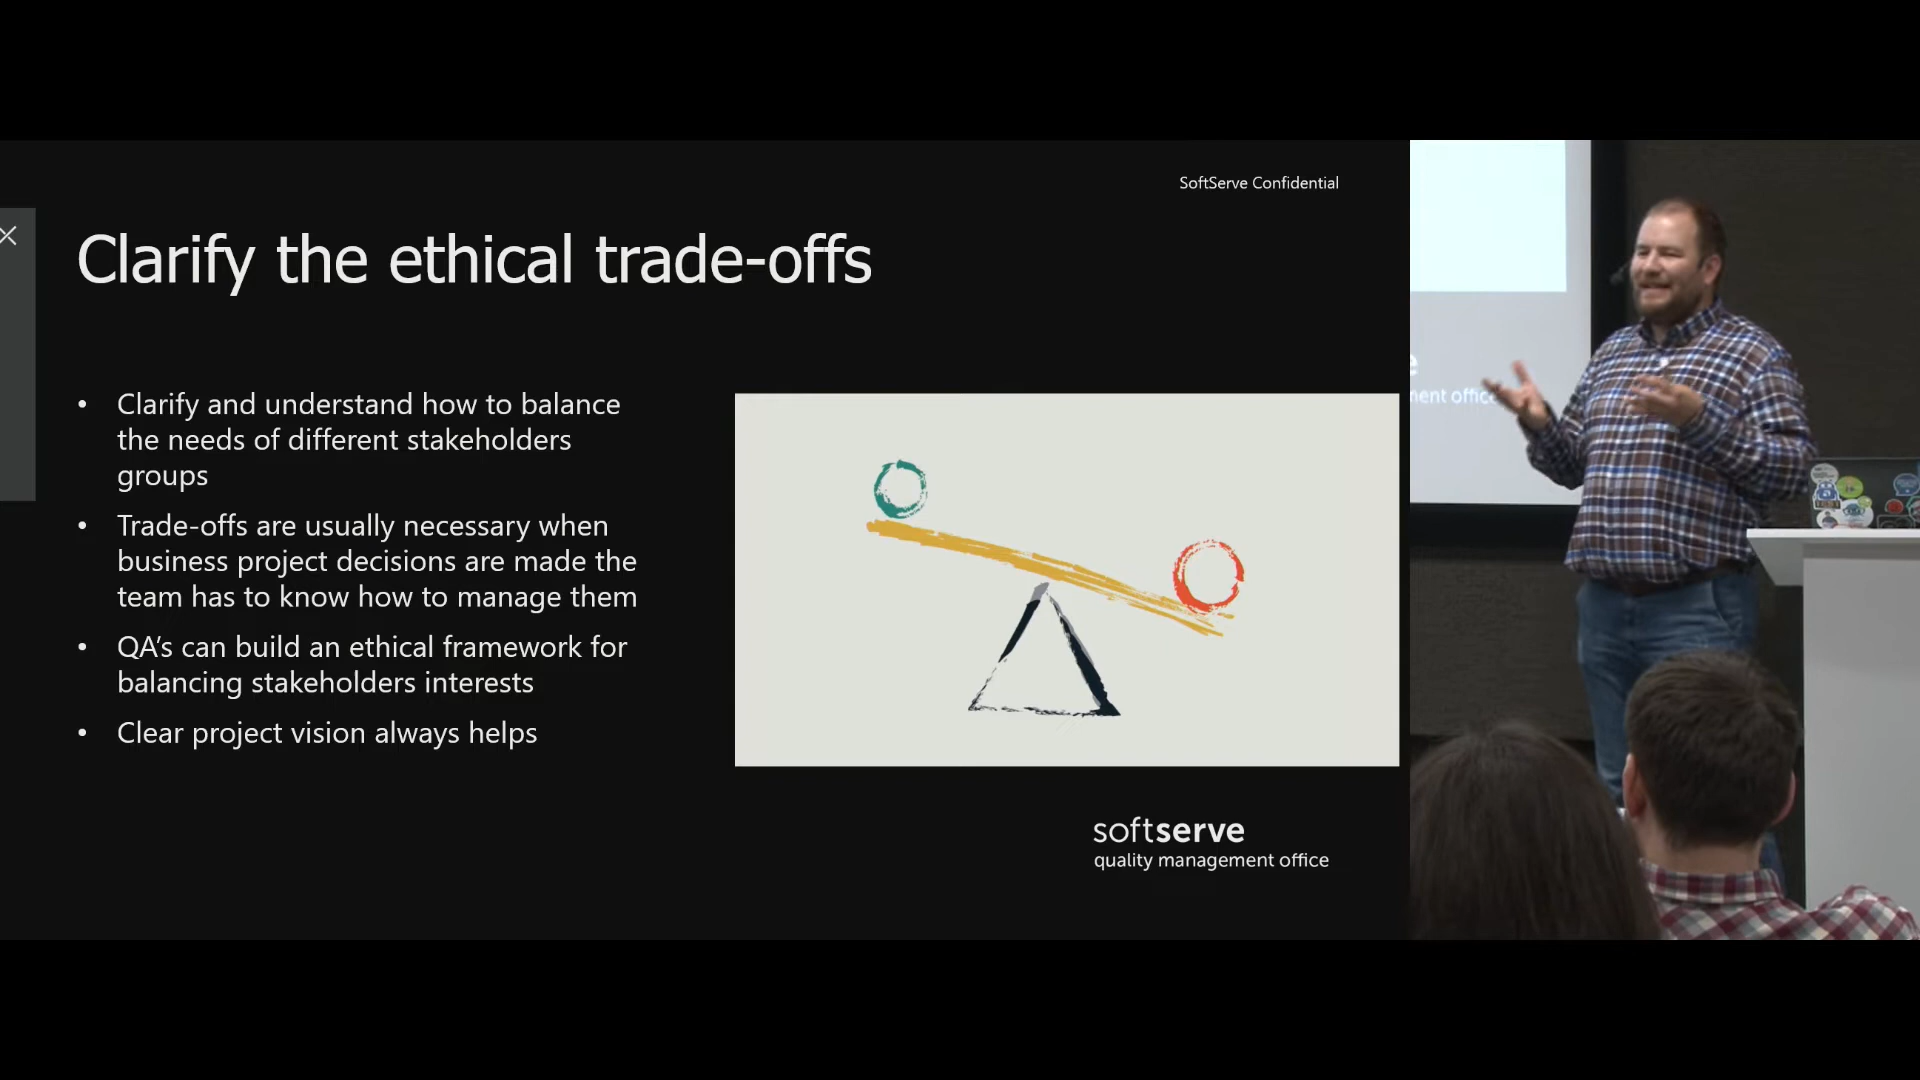 SoftServe Confidential
Clarify the ethical trade-offs
• Clarify and understand how to balance
the needs of different stakeholders
groups
• Trade-offs are usually necessary when
business project decisions are made the
team has to know how to manage them
• QA’s can build an ethical framework for
balancing stakeholders interests
• Clear project vision always helps
softserve
quality management office
office